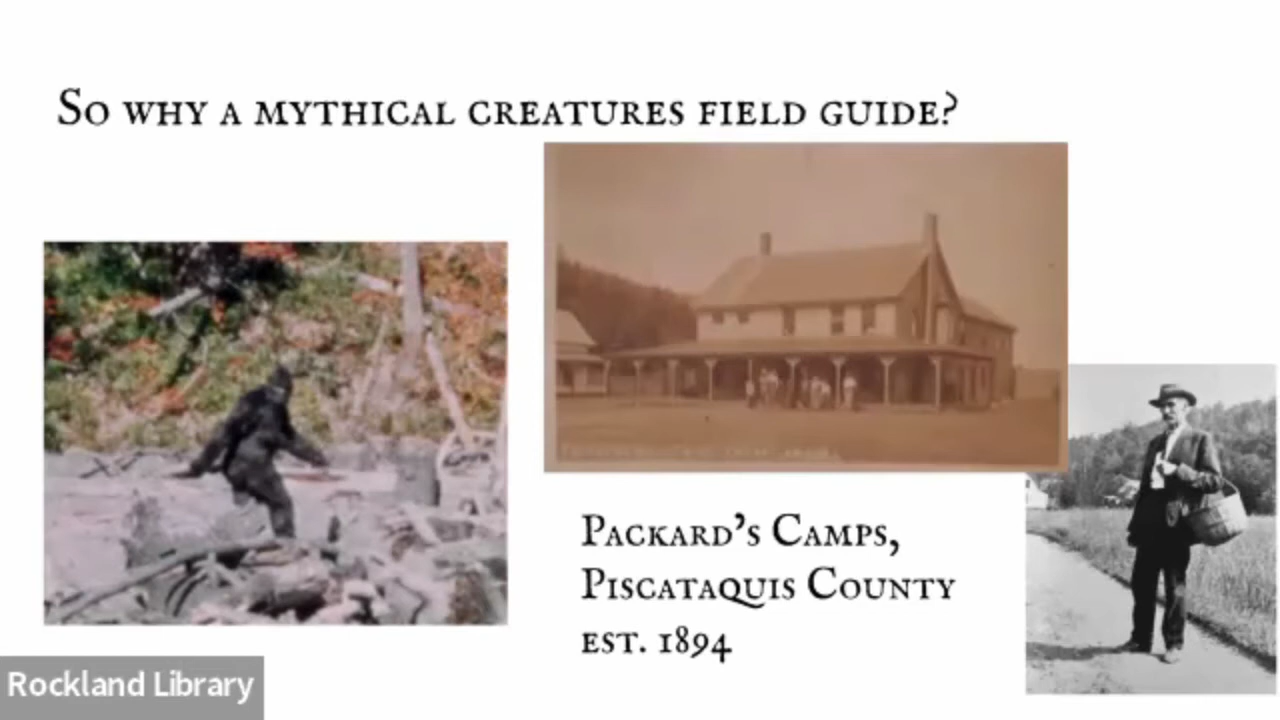 So why a mythical creatures field guide?
Packard's Camps,
Piscataquis County
est. 1894
Rockland Library